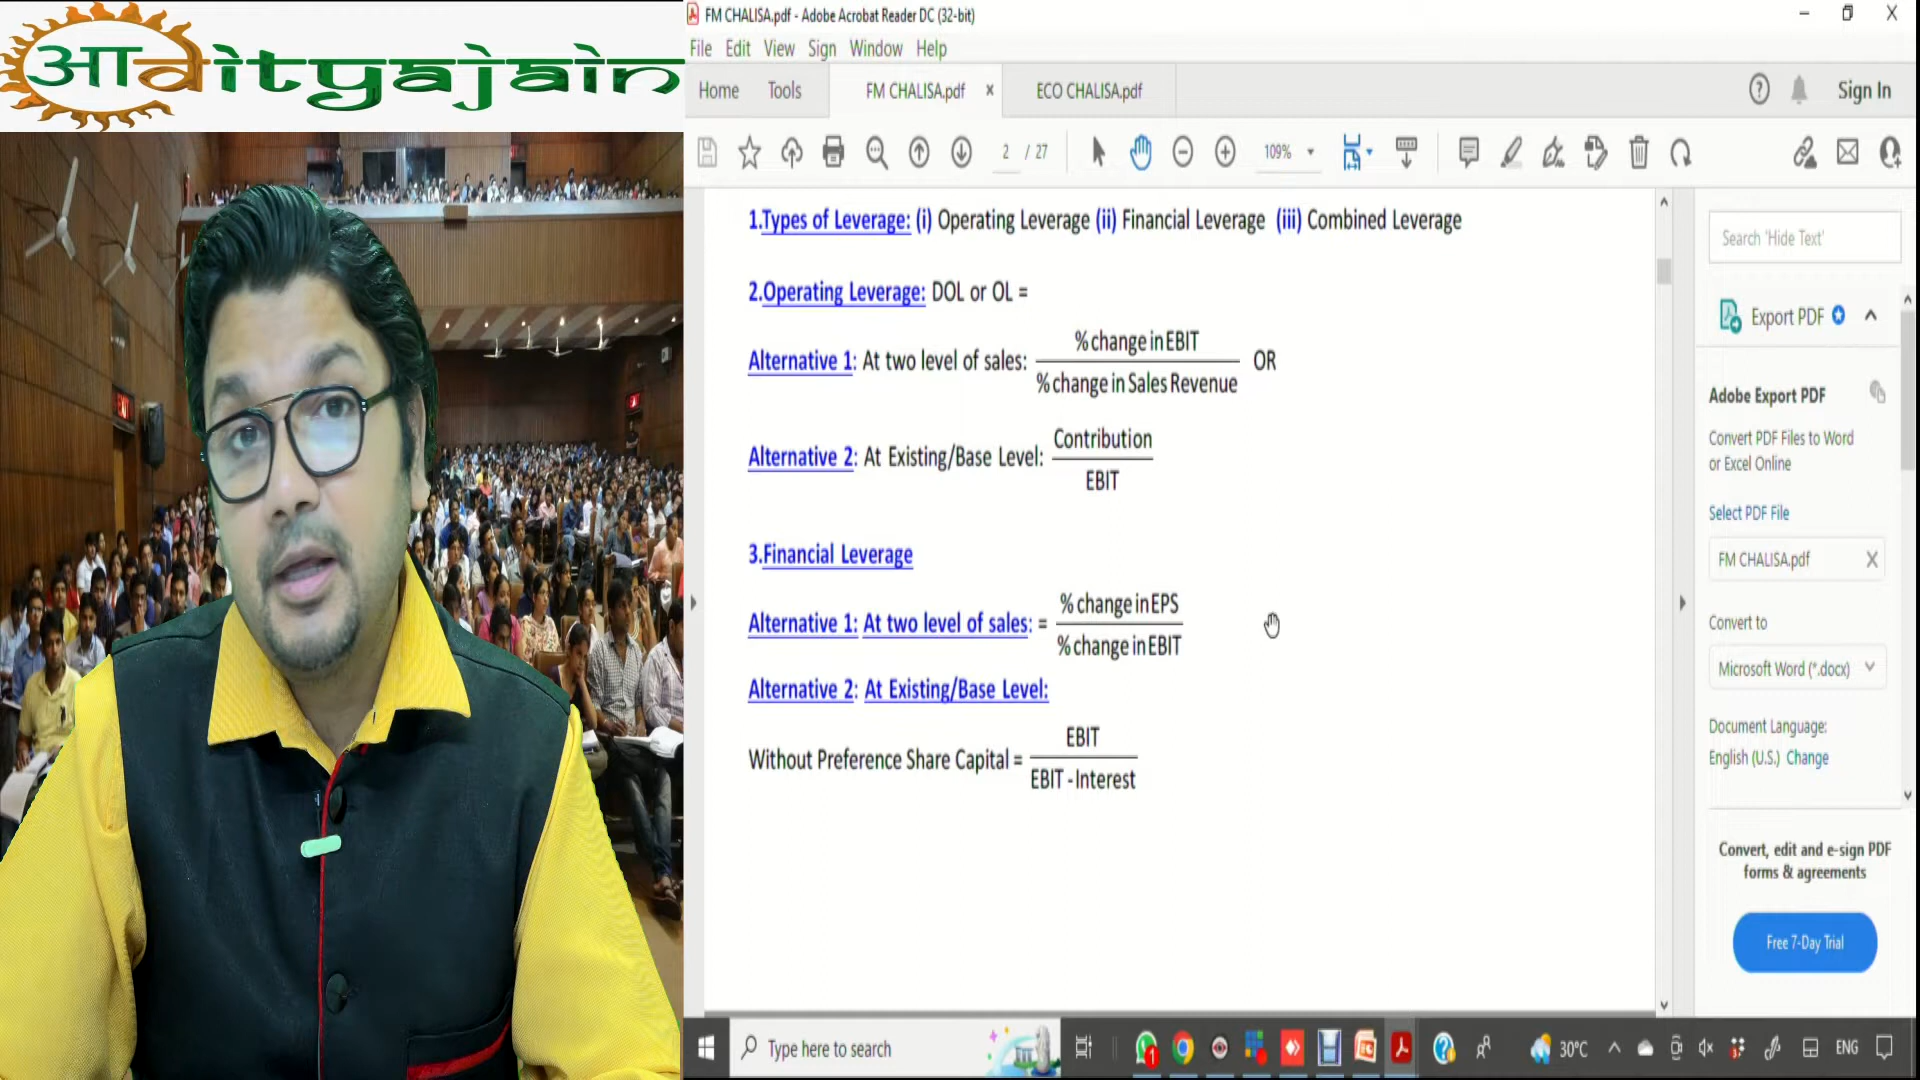 आdityajain
FM CHALISA.pdf - Adobe Acrobat Reader DC (32-bit)
File Edit View Sign Window Help
Home Tools FM CHALISA.pdf × ECO CHALISA.pdf Sign In
2 / 27 109%
1.Types of Leverage: (i) Operating Leverage (ii) Financial Leverage (iii) Combined Leverage
2.Operating Leverage: DOL or OL =
% change in EBIT
Alternative 1: At two level of sales: OR
% change in Sales Revenue
Contribution
Alternative 2: At Existing/Base Level:
EBIT
3.Financial Leverage
% change in EPS
Alternative 1: At two level of sales: =
% change in EBIT
Alternative 2: At Existing/Base Level:
EBIT
Without Preference Share Capital =
EBIT - Interest
Search 'Hide Text'
Export PDF
Adobe Export PDF
Convert PDF Files to Word
or Excel Online
Select PDF File
FM CHALISA.pdf X
Convert to
Microsoft Word (*.docx)
Document Language:
English (U.S.) Change
Convert, edit and e-sign PDF
forms & agreements
Free 7-Day Trial
Type here to search
1
30°C ENG